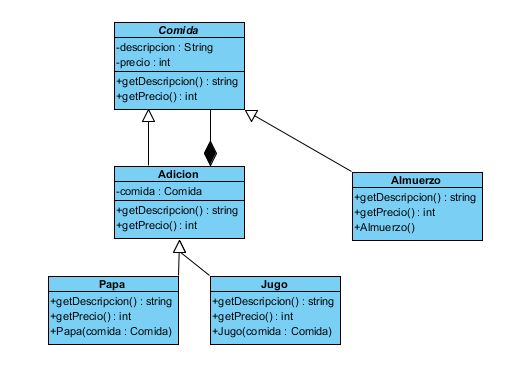 Comida
-descripcion : String
-precio : int
+getDescripcion() : string
+getPrecio() : int
Adicion
-comida : Comida
+getDescripcion() : string
+getPrecio() : int
Almuerzo
+getDescripcion() : string
+getPrecio() : int
+Almuerzo()
Papa
+getDescripcion() : string
+getPrecio() : int
+Papa(comida : Comida)
Jugo
+getDescripcion() : string
+getPrecio() : int
+Jugo(comida : Comida)